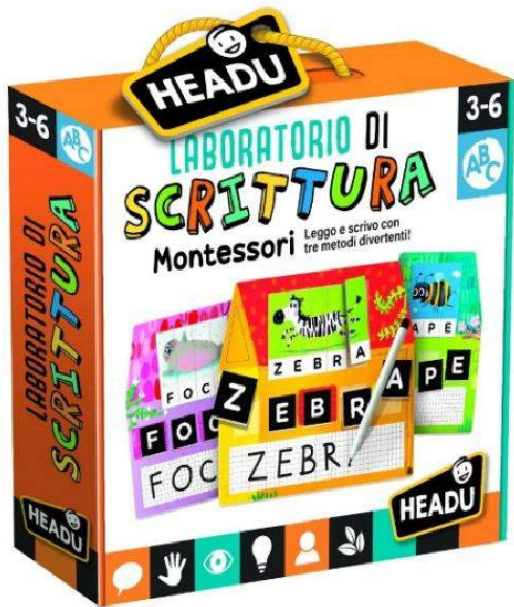 HEADU
3-6
ABC
3-6
ABC
LABORATORIO DI
SCRITTURA
Montessori
Leggo e scrivo con
tre metodi divertenti!
LABORATORIO DI
SCRITTURA
FOC
FOC
FOC
ZEBRA
ZEBRA
ZEBR
APE
APE
HEADU
HEADU